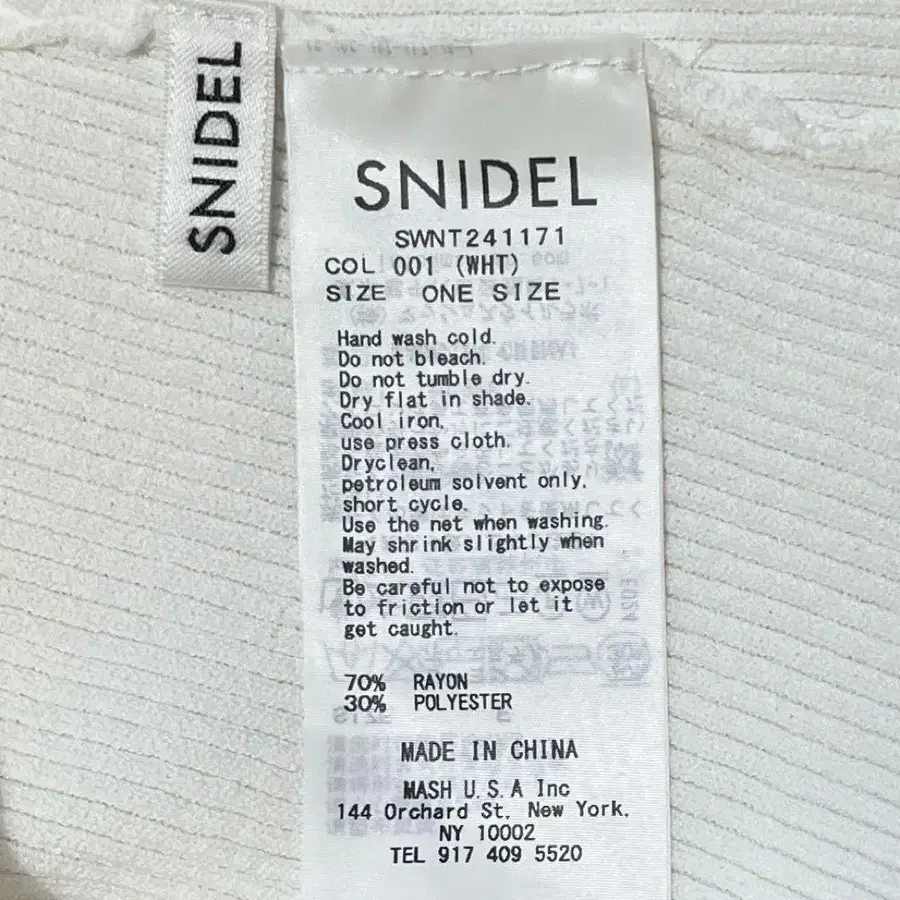 SNIDEL
SNIDEL
SWNT241171
COL 001 (WHT)
SIZE ONE SIZE
Hand wash cold.
Do not bleach.
Do not tumble dry.
Dry flat in shade.
Cool iron,
use press cloth.
Dryclean,
petroleum solvent only,
short cycle.
Use the net when washing.
May shrink slightly when
washed.
Be careful not to expose
to friction or let it
get caught.
70% RAYON
30% POLYESTER
MADE IN CHINA
MASH U.S.A Inc
144 Orchard St. New York,
NY 10002
TEL 917 409 5520